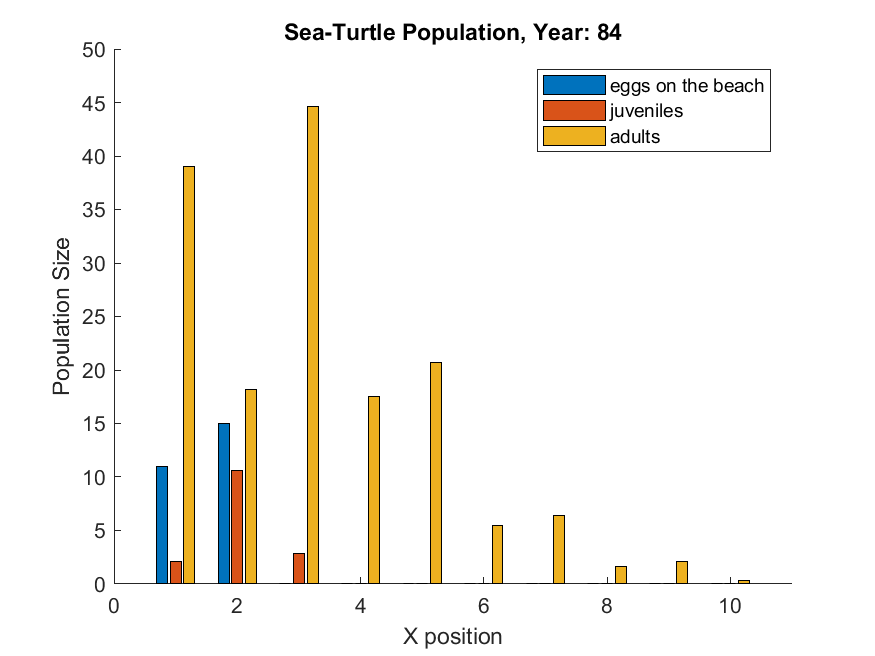 Sea-Turtle Population, Year: 84
50
45
40
35
30
25
20
15
10
5
0
Population Size
eggs on the beach
juveniles
adults
0 2 4 6 8 10
X position